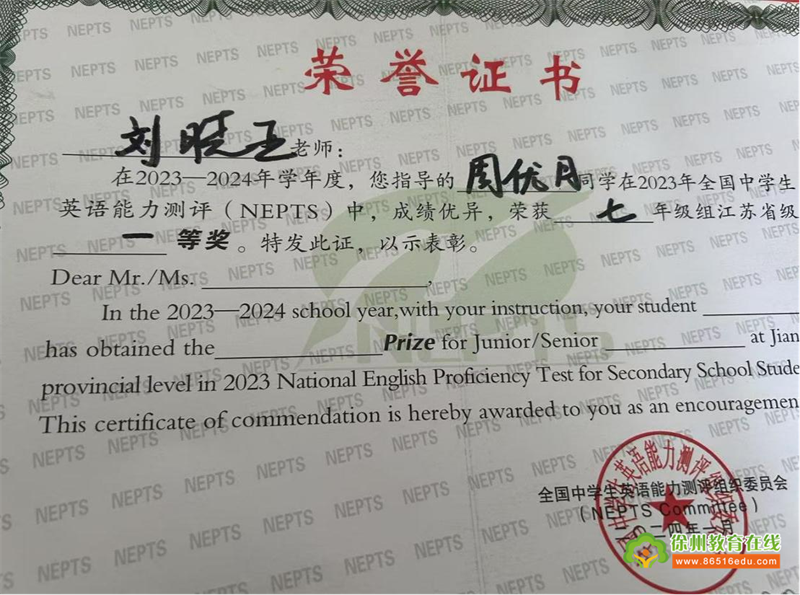 荣誉证书
刘晓玉老师：
在2023—2024年学年度，您指导的周优月同学在2023年全国中学生
英语能力测评（NEPTS）中，成绩优异，荣获七年级组江苏省级
一等奖。特发此证，以示表彰。
Dear Mr./Ms.
In the 2023—2024 school year,with your instruction, your student
has obtained the Prize for Junior/Senior at Jian
provincial level in 2023 National English Proficiency Test for Secondary School Stude
This certificate of commendation is hereby awarded to you as an encouragemen
全国中学生英语能力测评组织委员会
(NEPTS Committee)
二〇二四年一月
徐州教育在线
www.86516edu.com